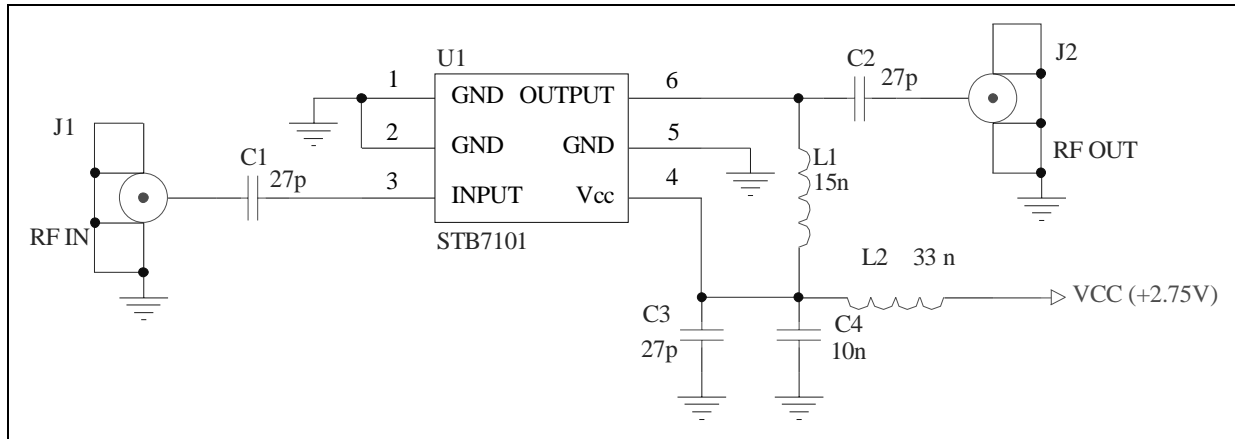 U1
C2
27p
J2
1
GND
OUTPUT
6
J1
2
GND
GND
5
C1
27p
L1
15n
RF OUT
3
INPUT
Vcc
4
RF IN
STB7101
L2 33 n
VCC (+2.75V)
C3
27p
C4
10n